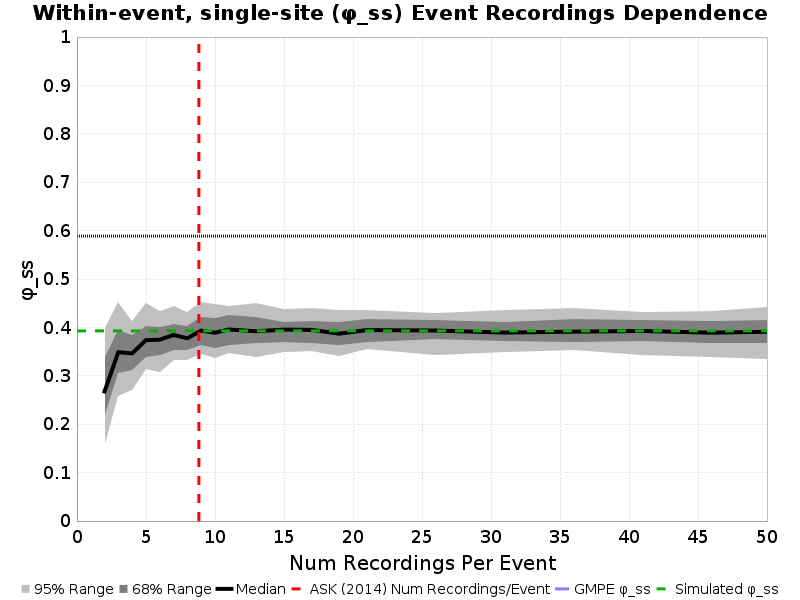 Within-event, single-site (φ_ss) Event Recordings Dependence
1
0.9
0.8
0.7
0.6
0.5
0.4
0.3
0.2
0.1
0
φ_ss
0 5 10 15 20 25 30 35 40 45 50
Num Recordings Per Event
95% Range 68% Range Median ASK (2014) Num Recordings/Event GMPE φ_ss Simulated φ_ss